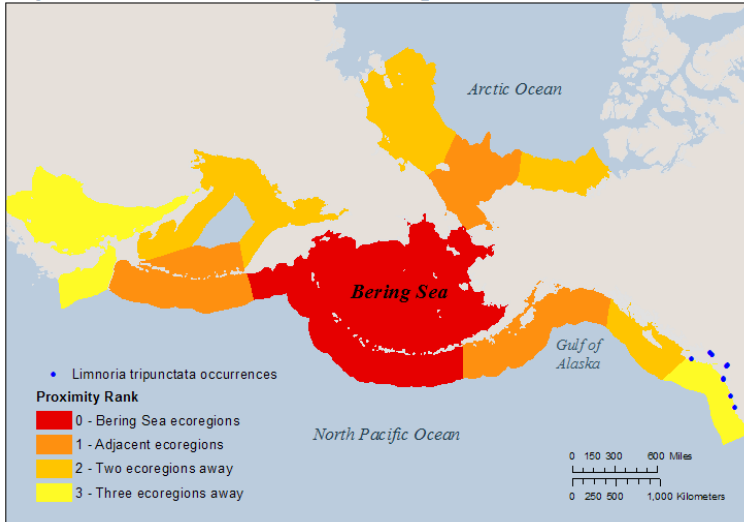 Arctic Ocean
Bering Sea
Gulf of
Alaska
North Pacific Ocean
Limnoria tripunctata occurrences
Proximity Rank
0 - Bering Sea ecoregions
1 - Adjacent ecoregions
2 - Two ecoregions away
3 - Three ecoregions away
0 150 300 600 Miles
0 250 500 1,000 Kilometers